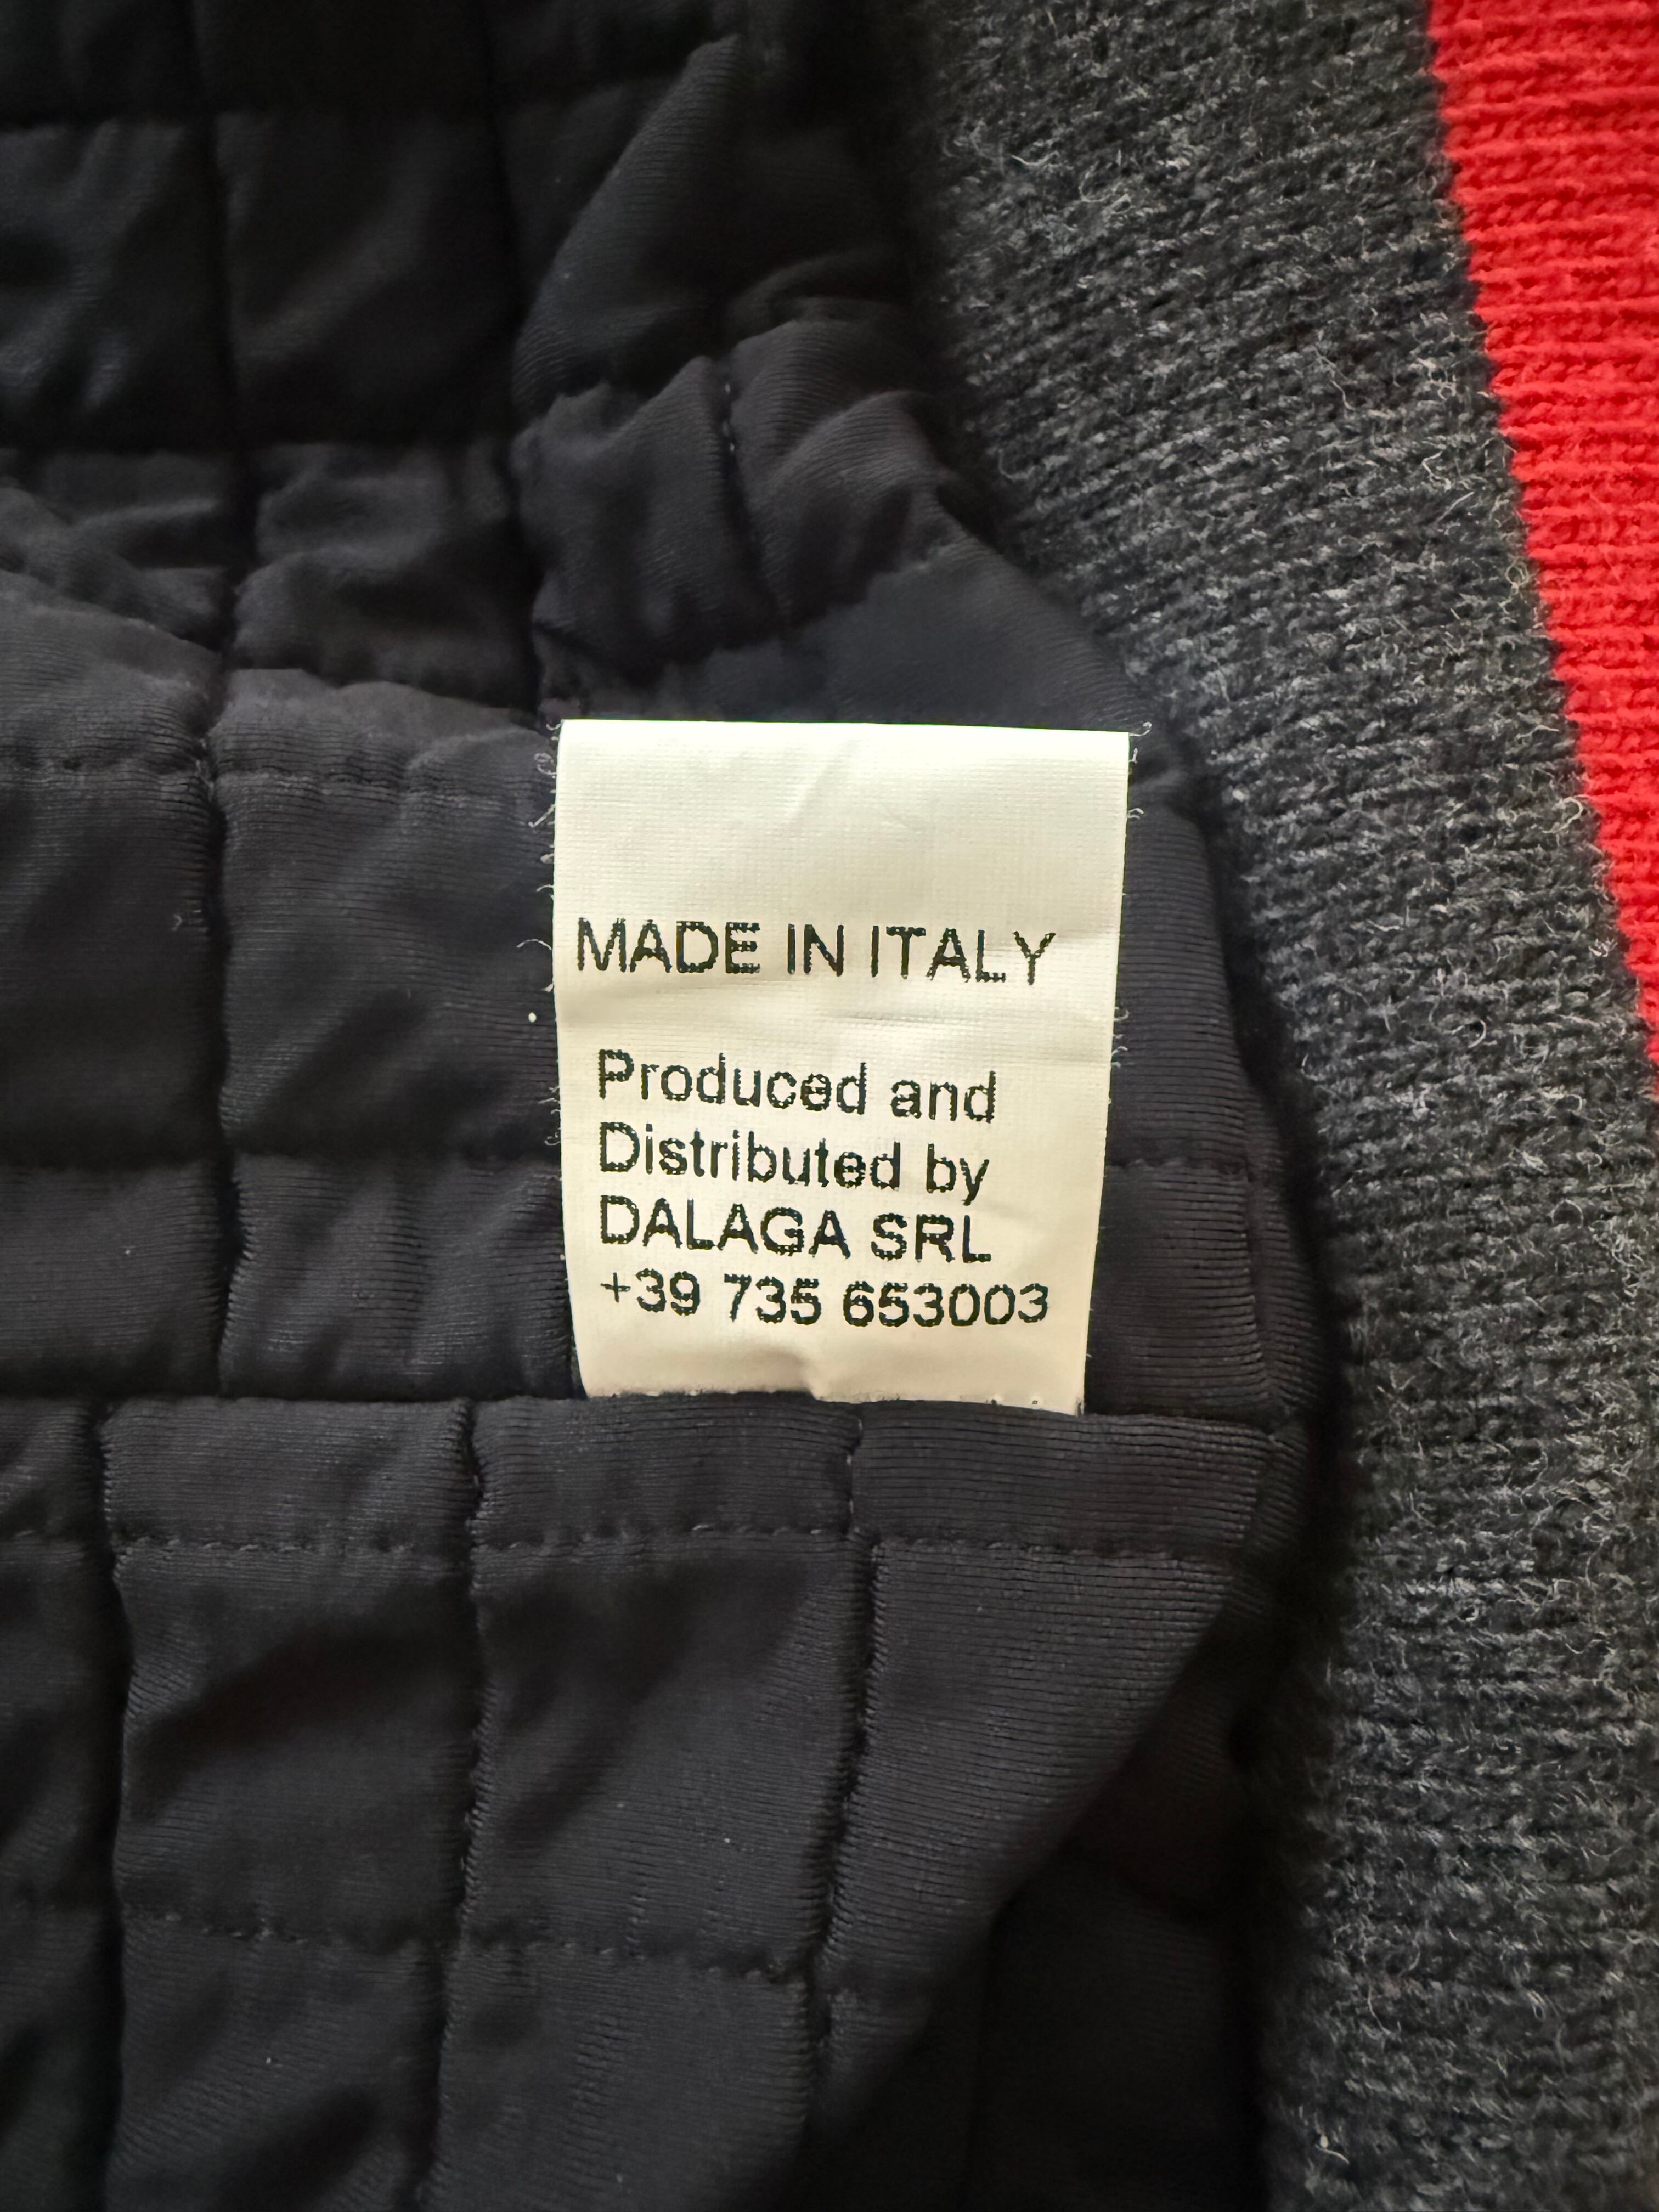 MADE IN ITALY
Produced and
Distributed by
DALAGA SRL
+39 735 653003